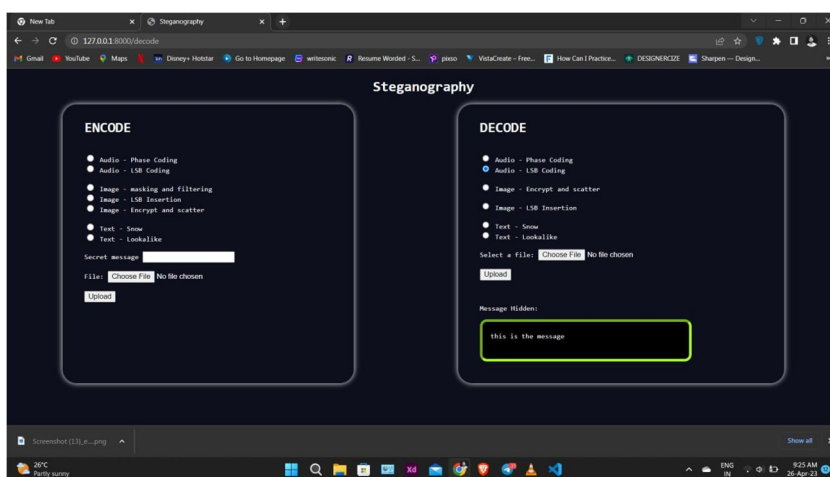 New Tab
Steganography
127.0.0.1:8000/decode
Gmail YouTube Maps Disney+ Hotstar Go to Homepage writesonic Resume Worded - S... pixso VistaCreate – Free... How Can I Practice... DESIGNERCIZE Sharpen — Design...
Steganography
ENCODE
Audio - Phase Coding
Audio - LSB Coding
Image - masking and filtering
Image - LSB Insertion
Image - Encrypt and scatter
Text - Snow
Text - Lookalike
Secret message
File: Choose File No file chosen
Upload
DECODE
Audio - Phase Coding
Audio - LSB Coding
Image - Encrypt and scatter
Image - LSB Insertion
Text - Snow
Text - Lookalike
Select a file: Choose File No file chosen
Upload
Message Hidden:
this is the message
Screenshot (13)_e....png
Show all
26°C
Partly sunny
Xd
ENG
IN
9:25 AM
26-Apr-23